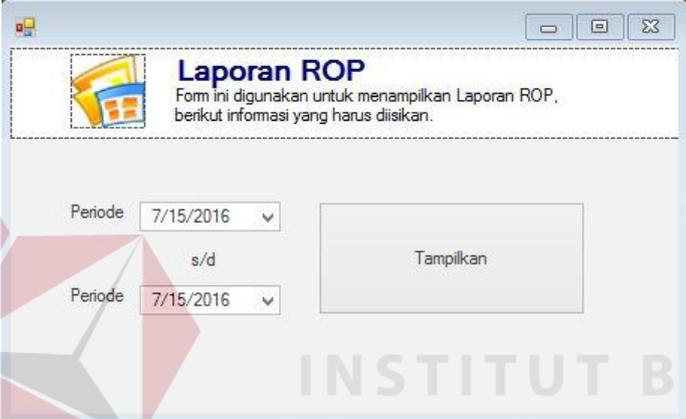 Laporan ROP
Form ini digunakan untuk menampilkan Laporan ROP,
berikut informasi yang harus diisikan.
Periode 7/15/2016
s/d
Tampilkan
Periode 7/15/2016
INSTITUT B